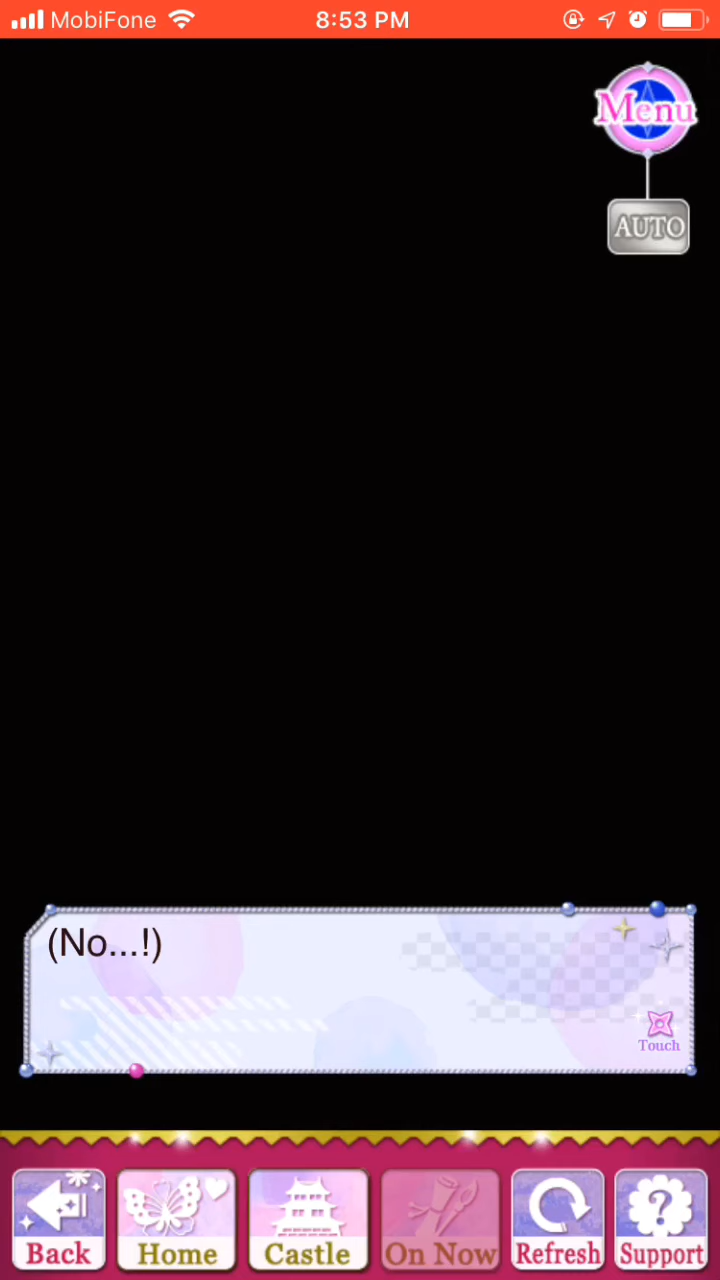 MobiFone
8:53 PM
Menu
AUTO
(No...!)
Touch
Back
Home
Castle
On Now
Refresh
Support